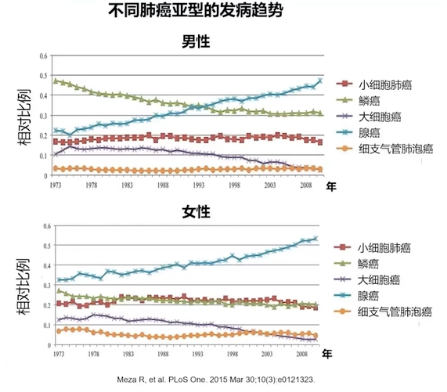 不同肺癌亚型的发病趋势
男性
相对比例
0.6
0.5
0.4
0.3
0.2
0.1
0
1973 1978 1983 1988 1993 1998 2003 2008 年
小细胞肺癌
鳞癌
大细胞癌
腺癌
细支气管肺泡癌
女性
相对比例
0.6
0.5
0.4
0.3
0.2
0.1
0
1973 1978 1983 1988 1993 1998 2003 2008 年
小细胞肺癌
鳞癌
大细胞癌
腺癌
细支气管肺泡癌
Meza R, et al. PLoS One. 2015 Mar 30;10(3):e0121323.